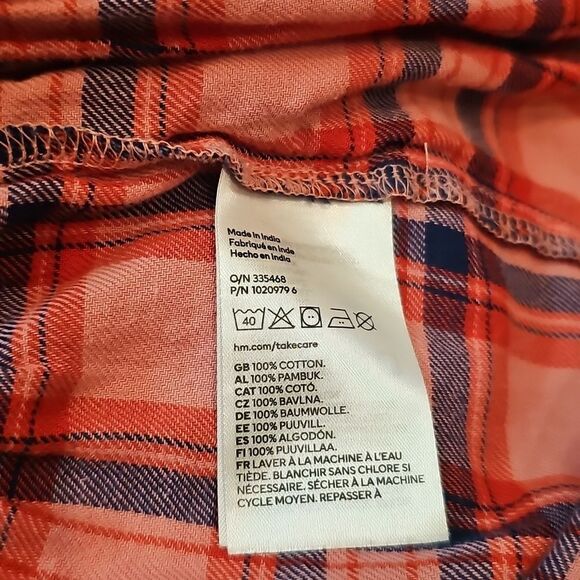 Made in India
Fabriqué en Inde
Hecho en India
O/N 335468
P/N 1020979 6
40
hm.com/takecare
GB 100% COTTON.
AL 100% PAMBUK.
CAT 100% COTÓ.
CZ 100% BAVLNA.
DE 100% BAUMWOLLE.
EE 100% PUUVILL.
ES 100% ALGODÓN.
FI 100% PUUVILLAA.
FR LAVER À LA MACHINE À L'EAU
TIÈDE. BLANCHIR SANS CHLORE SI
NÉCESSAIRE. SÉCHER À LA MACHINE
CYCLE MOYEN. REPASSER À